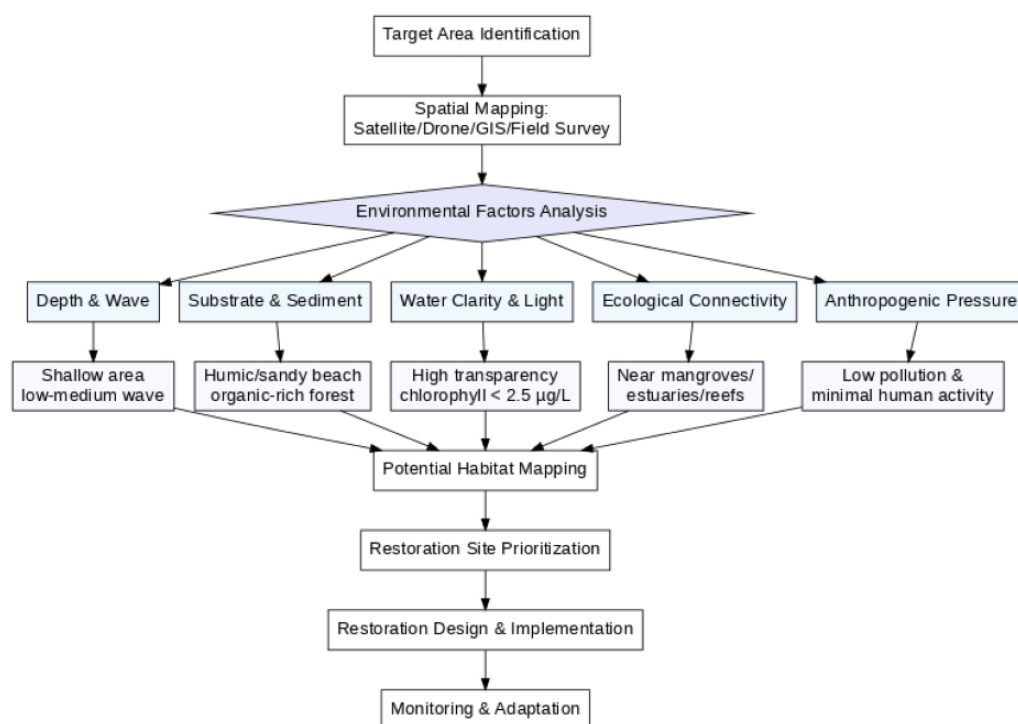 Target Area Identification
Spatial Mapping:
Satellite/Drone/GIS/Field Survey
Environmental Factors Analysis
Depth & Wave
Substrate & Sediment
Water Clarity & Light
Ecological Connectivity
Anthropogenic Pressure
Shallow area
low-medium wave
Humic/sandy beach
organic-rich forest
High transparency
chlorophyll < 2.5 µg/L
Near mangroves/
estuaries/reefs
Low pollution &
minimal human activity
Potential Habitat Mapping
Restoration Site Prioritization
Restoration Design & Implementation
Monitoring & Adaptation